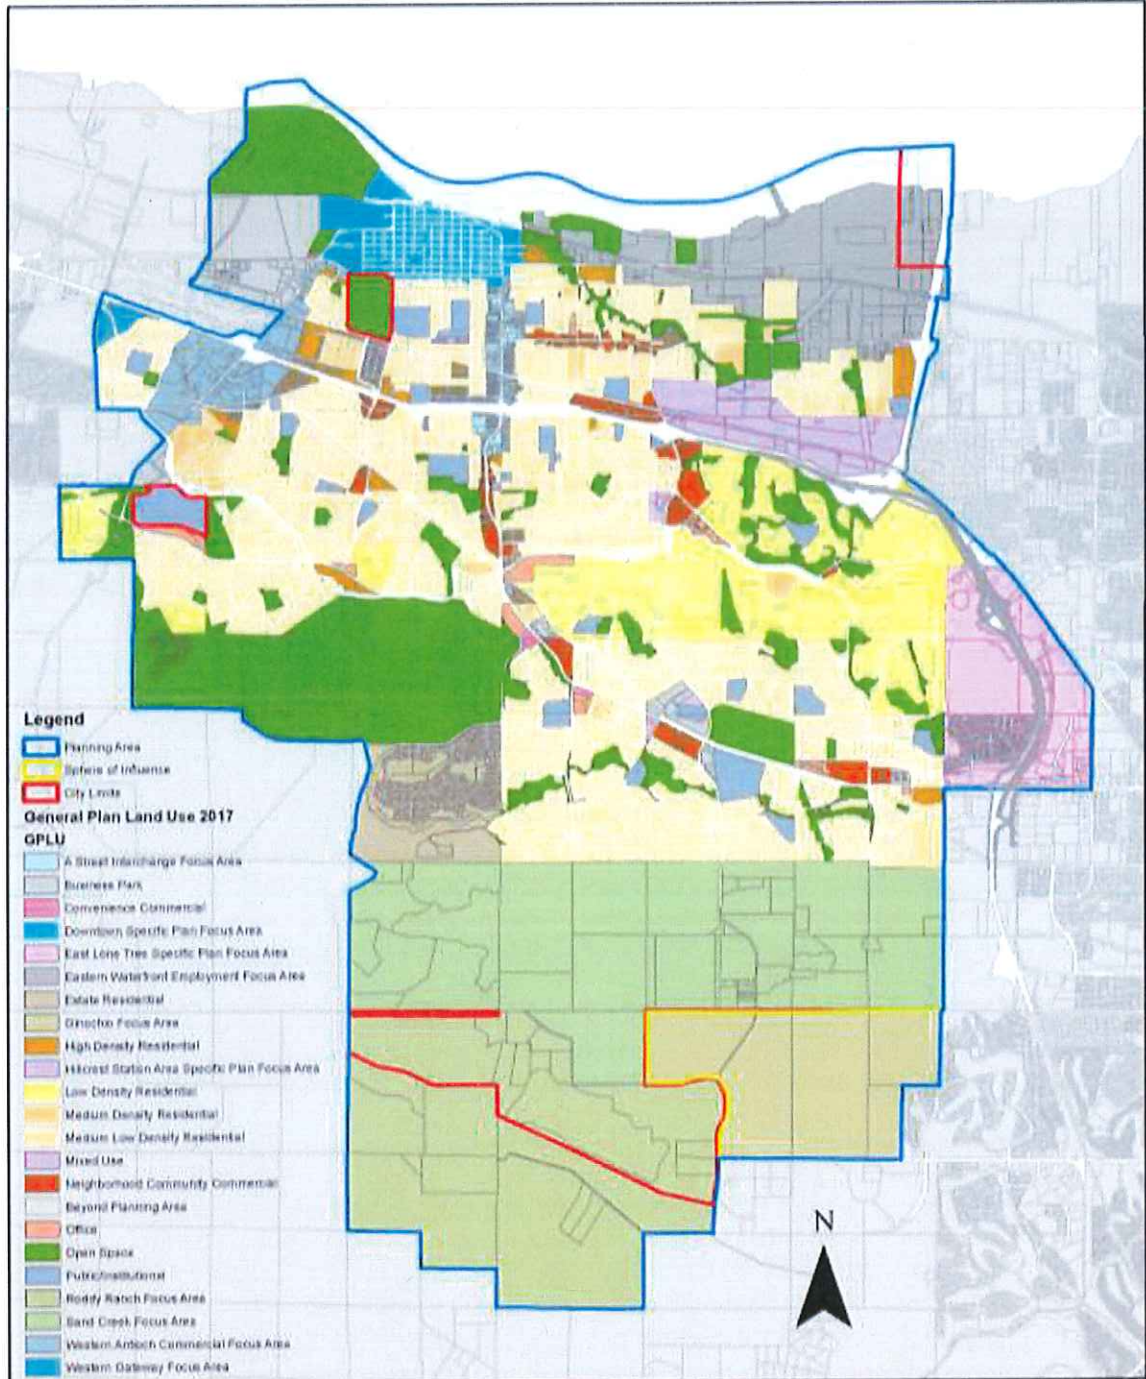 N
Legend
Planning Area
Sphere of Influence
City Limits
General Plan Land Use 2017
GPLU
A Street Interchange Focus Area
Business Park
Convenience Commercial
Downtown Specific Plan Focus Area
East Lone Tree Specific Plan Focus Area
Eastern Waterfront Employment Focus Area
Estate Residential
Ginochio Focus Area
High Density Residential
Hillcrest Station Area Specific Plan Focus Area
Low Density Residential
Medium Density Residential
Medium Low Density Residential
Mixed Use
Neighborhood Community Commercial
Beyond Planning Area
Office
Open Space
Public/Institutional
Roddy Ranch Focus Area
Sand Creek Focus Area
Western Antioch Commercial Focus Area
Western Gateway Focus Area